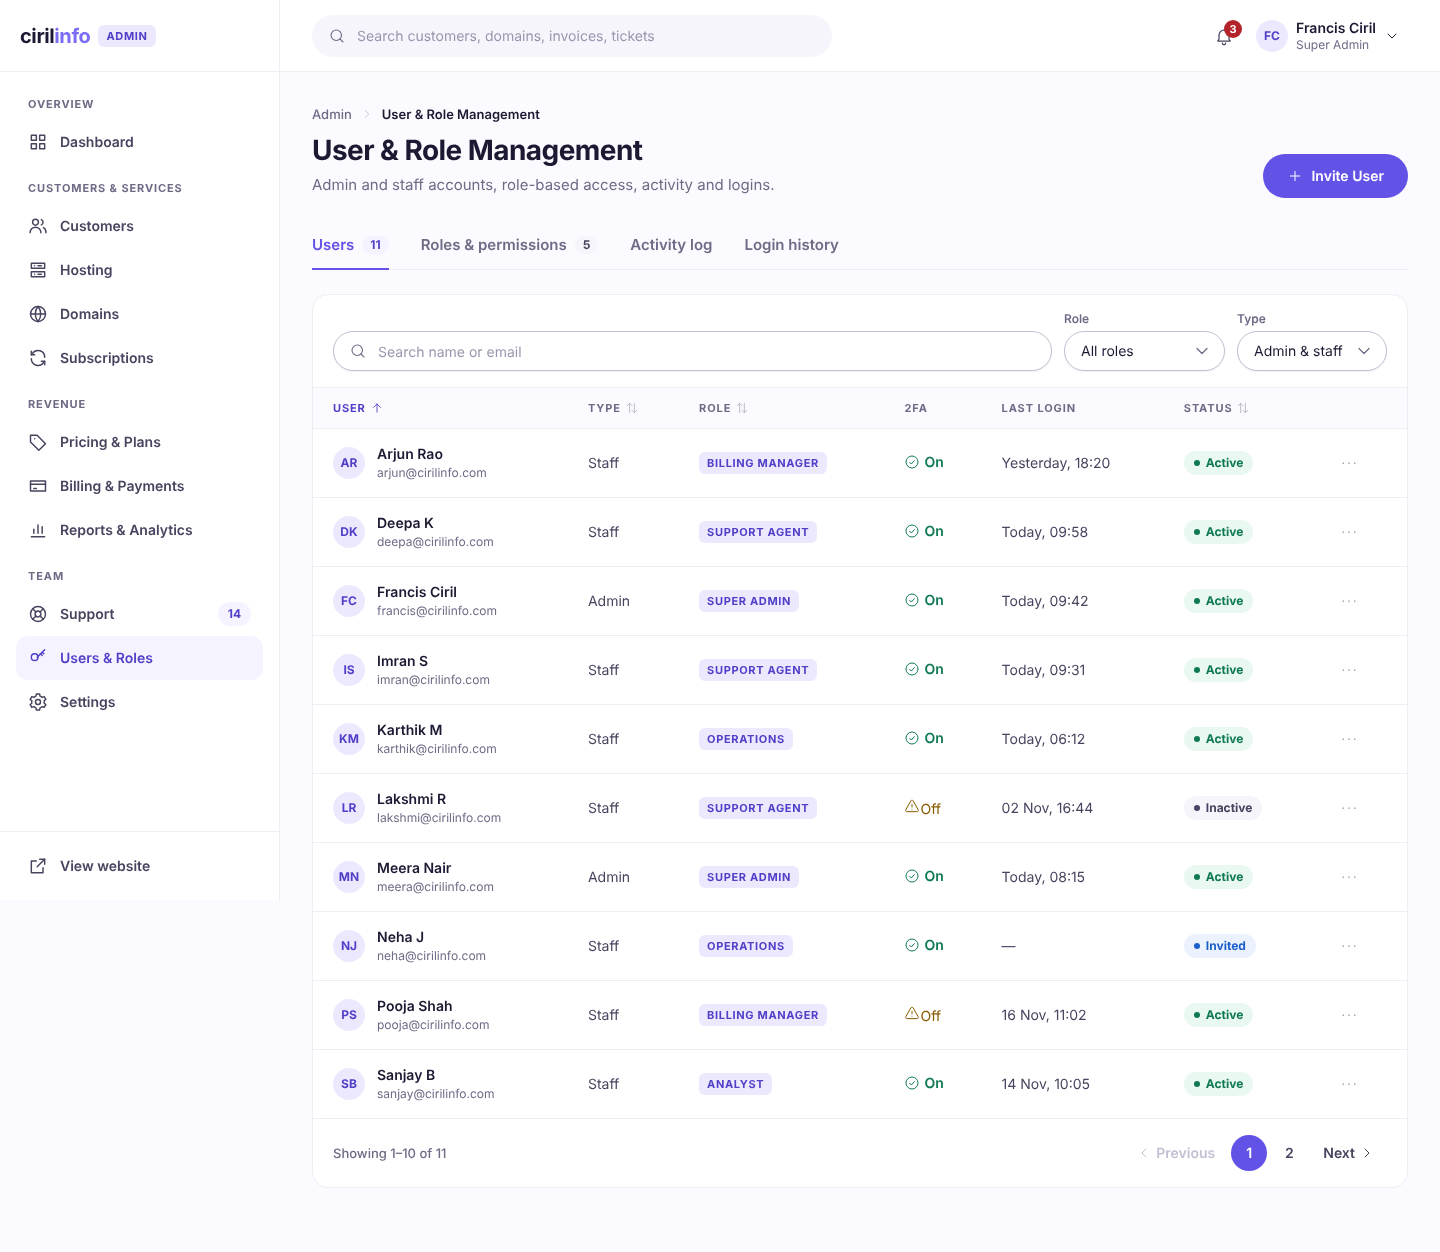 cirilinfo ADMIN
Search customers, domains, invoices, tickets
3
FC
Francis Ciril
Super Admin
OVERVIEW
Dashboard
CUSTOMERS & SERVICES
Customers
Hosting
Domains
Subscriptions
REVENUE
Pricing & Plans
Billing & Payments
Reports & Analytics
TEAM
Support 14
Users & Roles
Settings
View website
Admin > User & Role Management
User & Role Management
Admin and staff accounts, role-based access, activity and logins.
+ Invite User
Users 11 Roles & permissions 5 Activity log Login history
Role Type
Search name or email All roles Admin & staff
USER TYPE ROLE 2FA LAST LOGIN STATUS
AR Arjun Rao
arjun@cirilinfo.com
Staff BILLING MANAGER On Yesterday, 18:20 Active ...
DK Deepa K
deepa@cirilinfo.com
Staff SUPPORT AGENT On Today, 09:58 Active ...
FC Francis Ciril
francis@cirilinfo.com
Admin SUPER ADMIN On Today, 09:42 Active ...
IS Imran S
imran@cirilinfo.com
Staff SUPPORT AGENT On Today, 09:31 Active ...
KM Karthik M
karthik@cirilinfo.com
Staff OPERATIONS On Today, 06:12 Active ...
LR Lakshmi R
lakshmi@cirilinfo.com
Staff SUPPORT AGENT Off 02 Nov, 16:44 Inactive ...
MN Meera Nair
meera@cirilinfo.com
Admin SUPER ADMIN On Today, 08:15 Active ...
NJ Neha J
neha@cirilinfo.com
Staff OPERATIONS On — Invited ...
PS Pooja Shah
pooja@cirilinfo.com
Staff BILLING MANAGER Off 16 Nov, 11:02 Active ...
SB Sanjay B
sanjay@cirilinfo.com
Staff ANALYST On 14 Nov, 10:05 Active ...
Showing 1–10 of 11
Previous 1 2 Next